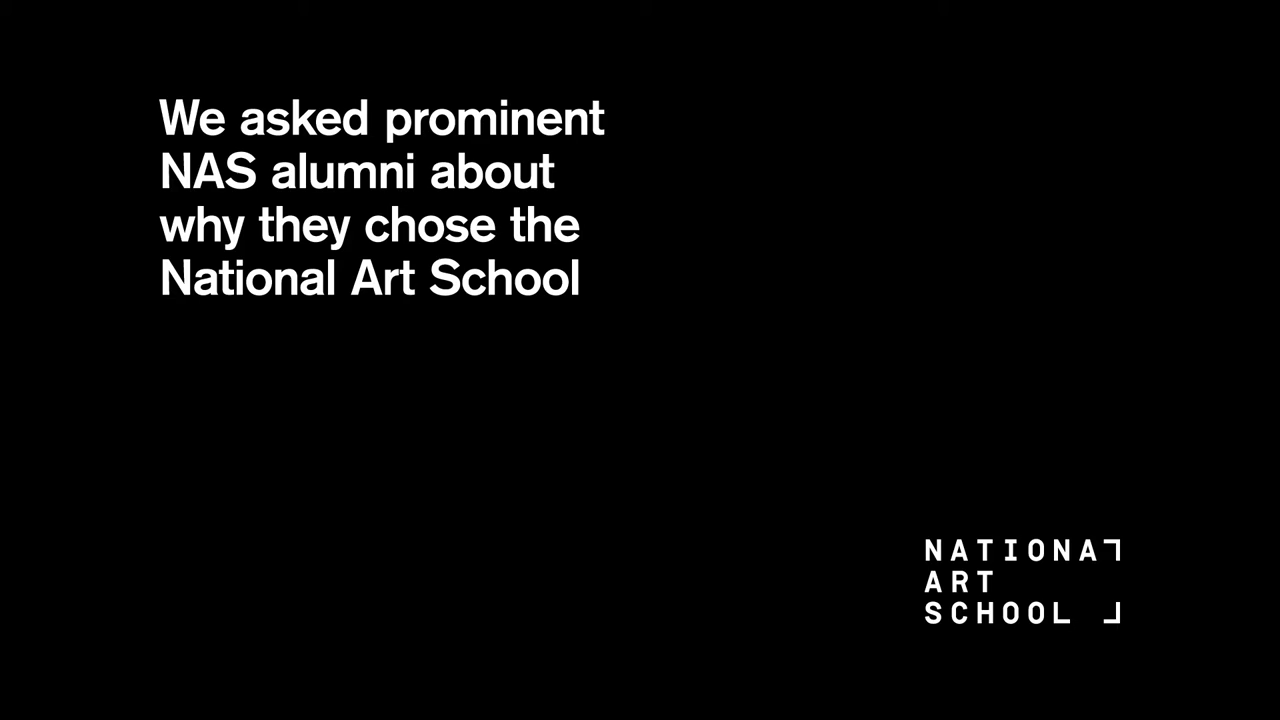 We asked prominent
NAS alumni about
why they chose the
National Art School
NATIONAL
ART
SCHOOL